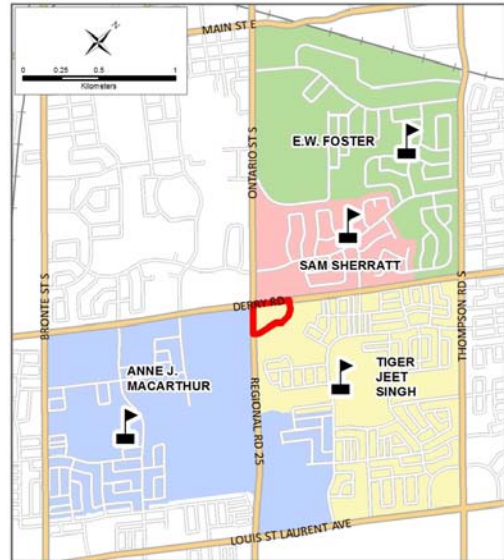 N
MAIN ST E
0 0.25 0.5 1
Kilometers
ONTARIO ST S
E.W. FOSTER
SAM SHERRATT
BRONTE ST S
DERRY RD
THOMPSON RD S
ANNE J.
MACARTHUR
TIGER
JEET
SINGH
REGIONAL RD 25
LOUIS ST LAURENT AVE